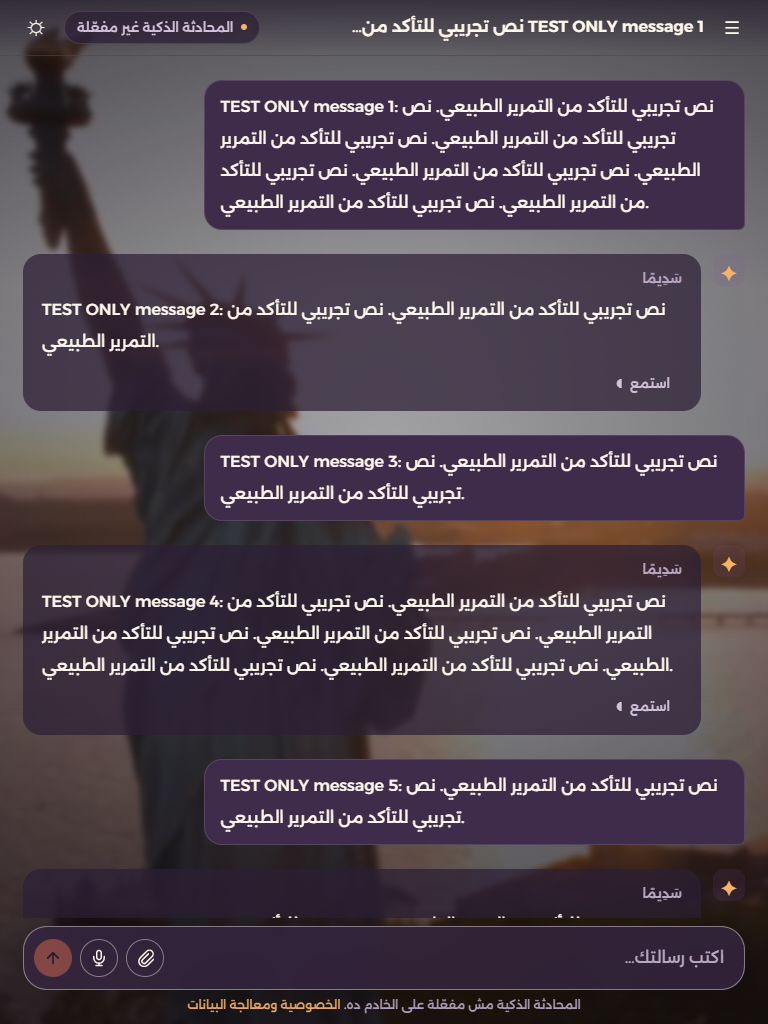 TEST ONLY message 1 نص تجريبي للتأكد من...
المحادثة الذكية غير مفعّلة
TEST ONLY message 1: نص تجريبي للتأكد من التمرير الطبيعي. نص
تجريبي للتأكد من التمرير الطبيعي. نص تجريبي للتأكد من التمرير
الطبيعي. نص تجريبي للتأكد من التمرير الطبيعي. نص تجريبي للتأكد
من التمرير الطبيعي. نص تجريبي للتأكد من التمرير الطبيعي.
سَدِيمًا
TEST ONLY message 2: نص تجريبي للتأكد من التمرير الطبيعي. نص تجريبي للتأكد من
التمرير الطبيعي.
استمع
TEST ONLY message 3: نص تجريبي للتأكد من التمرير الطبيعي. نص
تجريبي للتأكد من التمرير الطبيعي.
سَدِيمًا
TEST ONLY message 4: نص تجريبي للتأكد من التمرير الطبيعي. نص تجريبي للتأكد من
التمرير الطبيعي. نص تجريبي للتأكد من التمرير الطبيعي. نص تجريبي للتأكد من التمرير
الطبيعي. نص تجريبي للتأكد من التمرير الطبيعي. نص تجريبي للتأكد من التمرير الطبيعي.
استمع
TEST ONLY message 5: نص تجريبي للتأكد من التمرير الطبيعي. نص
تجريبي للتأكد من التمرير الطبيعي.
سَدِيمًا
اكتب رسالتك...
المحادثة الذكية مش مفعّلة على الخادم ده. الخصوصية ومعالجة البيانات